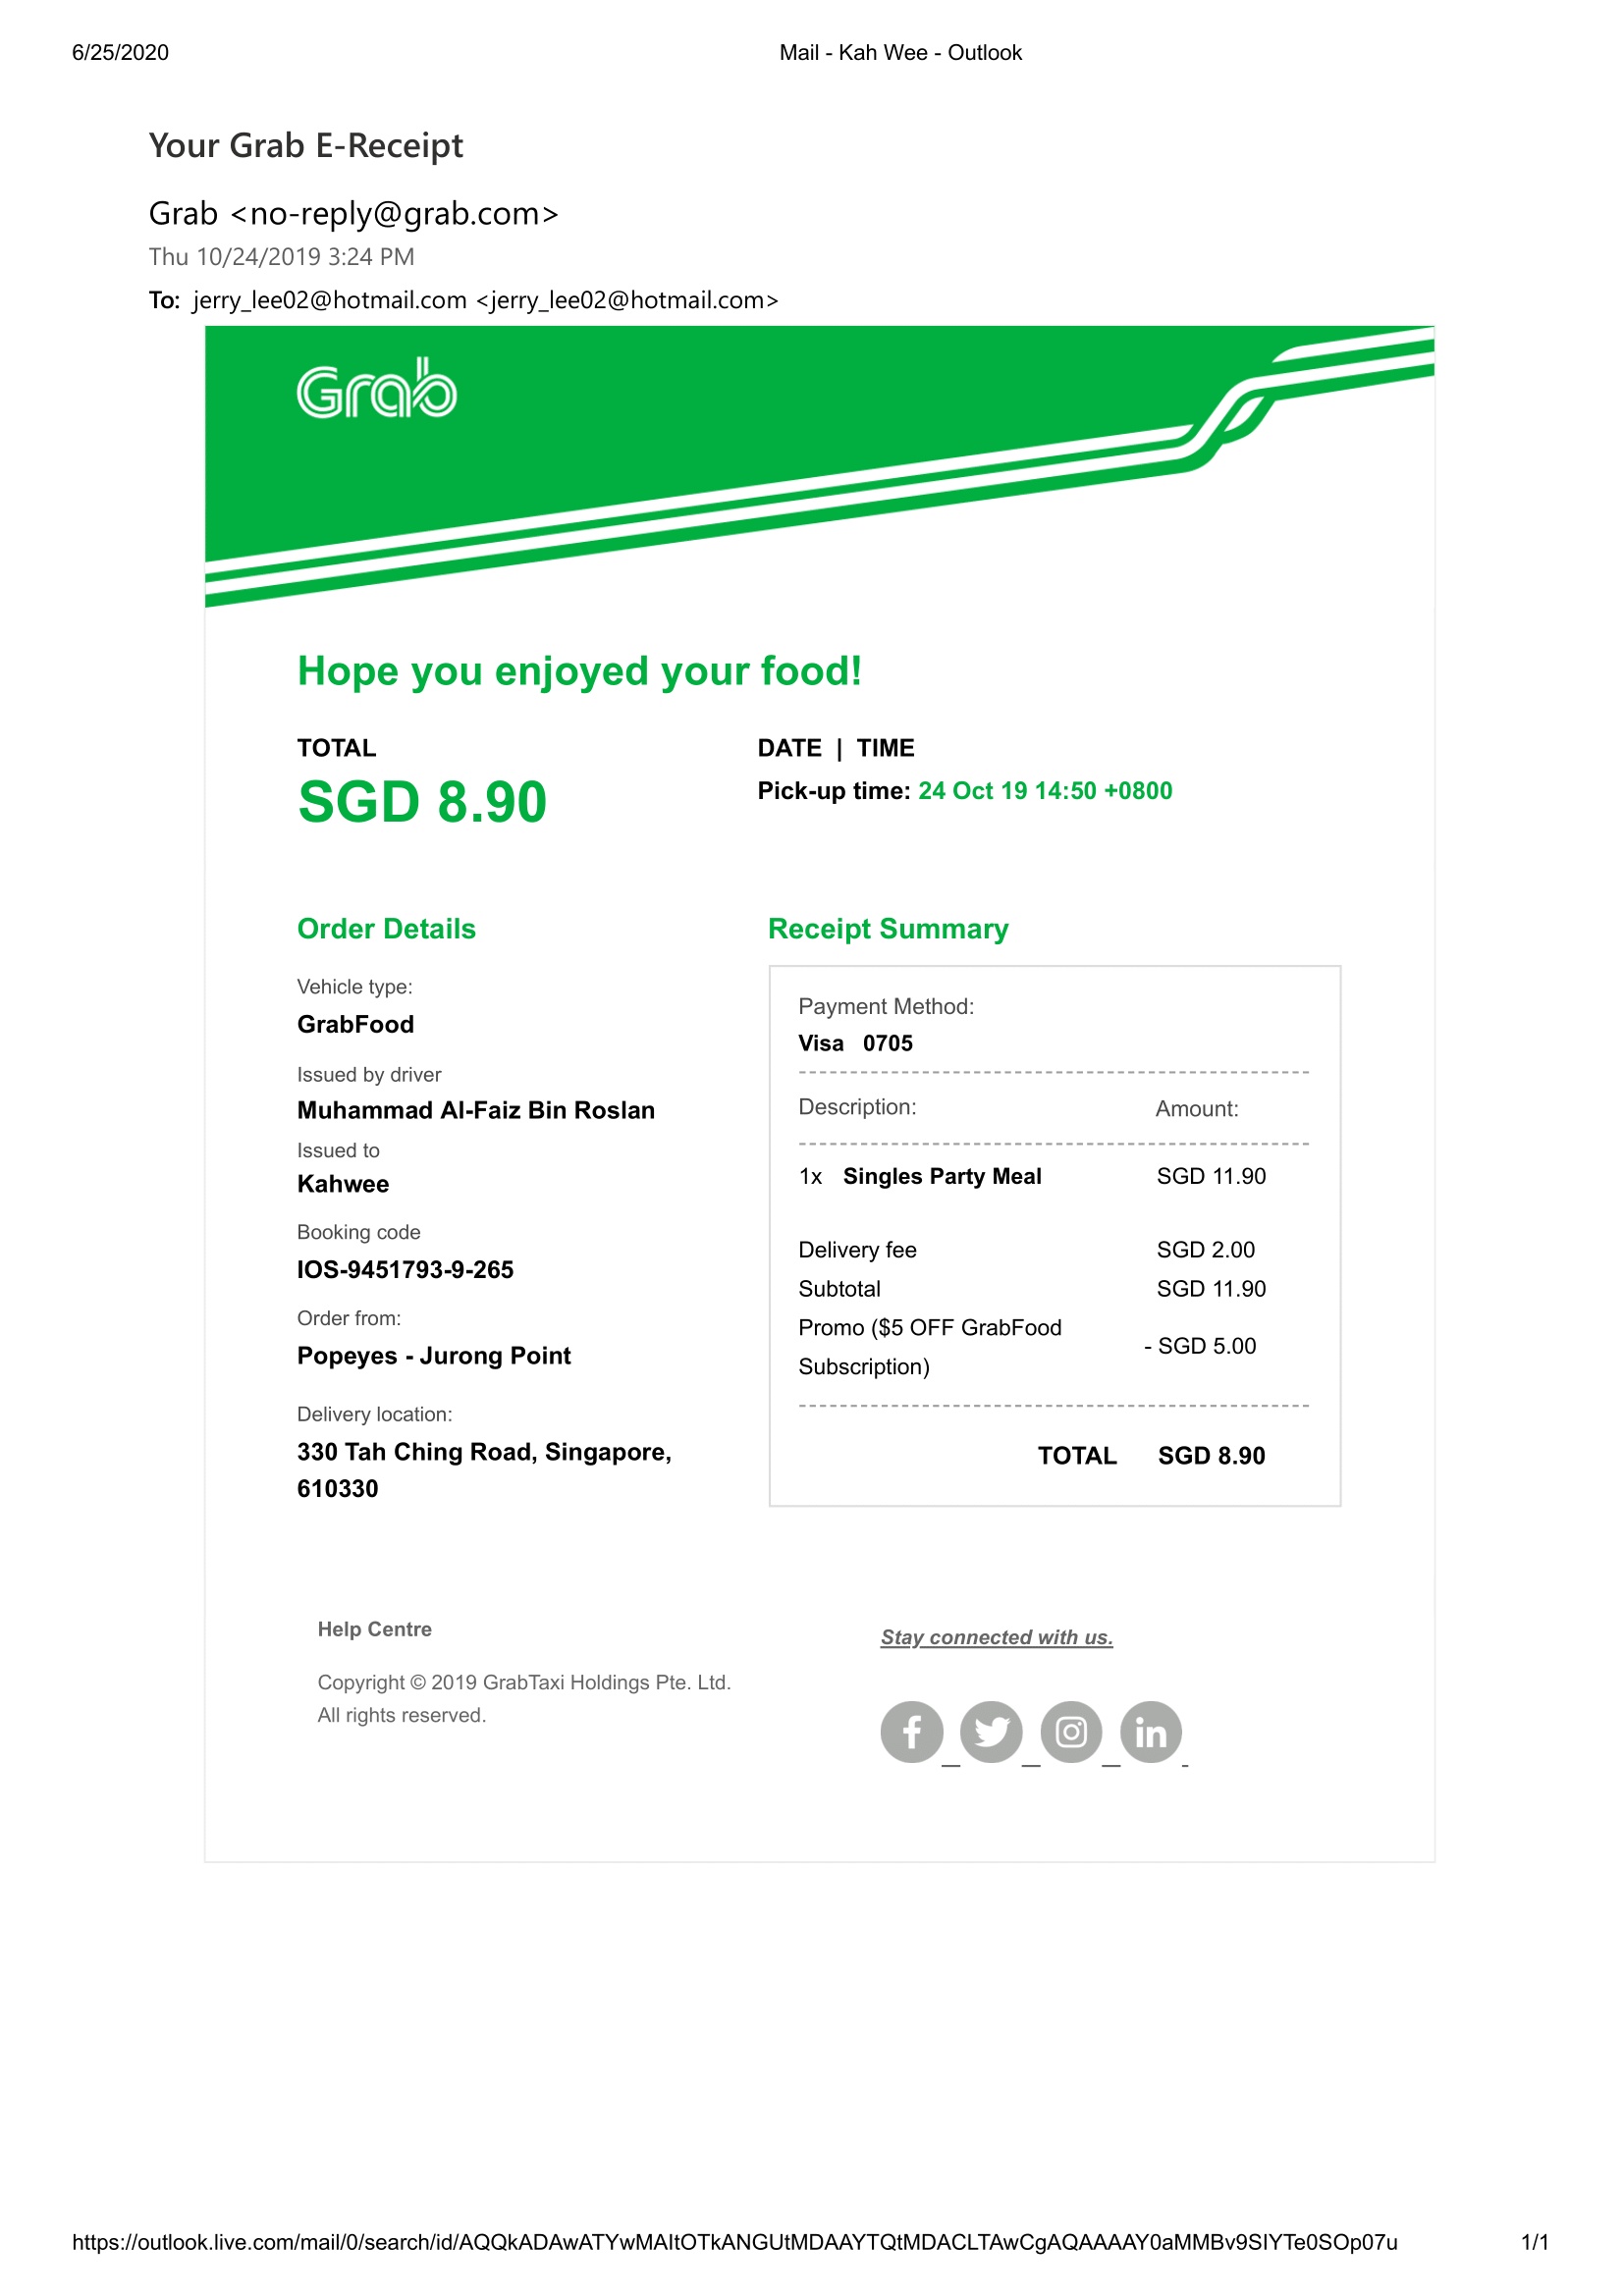 6/25/2020 Mail - Kah Wee - Outlook
Your Grab E-Receipt
Grab <no-reply@grab.com>
Thu 10/24/2019 3:24 PM
To: jerry_lee02@hotmail.com <jerry_lee02@hotmail.com>
Grab
Hope you enjoyed your food!
TOTAL
SGD 8.90
DATE | TIME
Pick-up time: 24 Oct 19 14:50 +0800
Order Details
Vehicle type:
GrabFood
Issued by driver
Muhammad Al-Faiz Bin Roslan
Issued to
Kahwee
Booking code
IOS-9451793-9-265
Order from:
Popeyes - Jurong Point
Delivery location:
330 Tah Ching Road, Singapore,
610330
Receipt Summary
Payment Method:
Visa 0705
Description: Amount:
1x Singles Party Meal SGD 11.90
Delivery fee SGD 2.00
Subtotal SGD 11.90
Promo ($5 OFF GrabFood
Subscription) - SGD 5.00
TOTAL SGD 8.90
Help Centre
Copyright © 2019 GrabTaxi Holdings Pte. Ltd.
All rights reserved.
Stay connected with us.
https://outlook.live.com/mail/0/search/id/AQQkADAwATYwMAItOTkANGUtMDAAYTQtMDACLTAwCgAQAAAAY0aMMBv9SIYTe0SOp07u 1/1